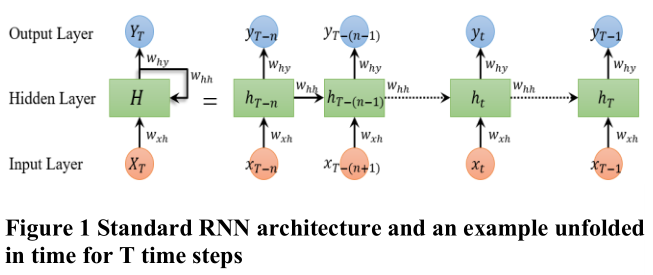 Output Layer Y_T y_{T−n} y_{T−(n−1)} y_t y_{T−1}
w_{hy} w_{hh} w_{hy} w_{hy} w_{hy} w_{hy}
Hidden Layer H = h_{T−n} w_{hh} h_{T−(n−1)} w_{hh} h_t w_{hh} h_T
w_{xh} w_{xh} w_{xh} w_{xh} w_{xh}
Input Layer X_T x_{T−n} x_{T−(n+1)} x_t x_{T−1}
Figure 1 Standard RNN architecture and an example unfolded
in time for T time steps